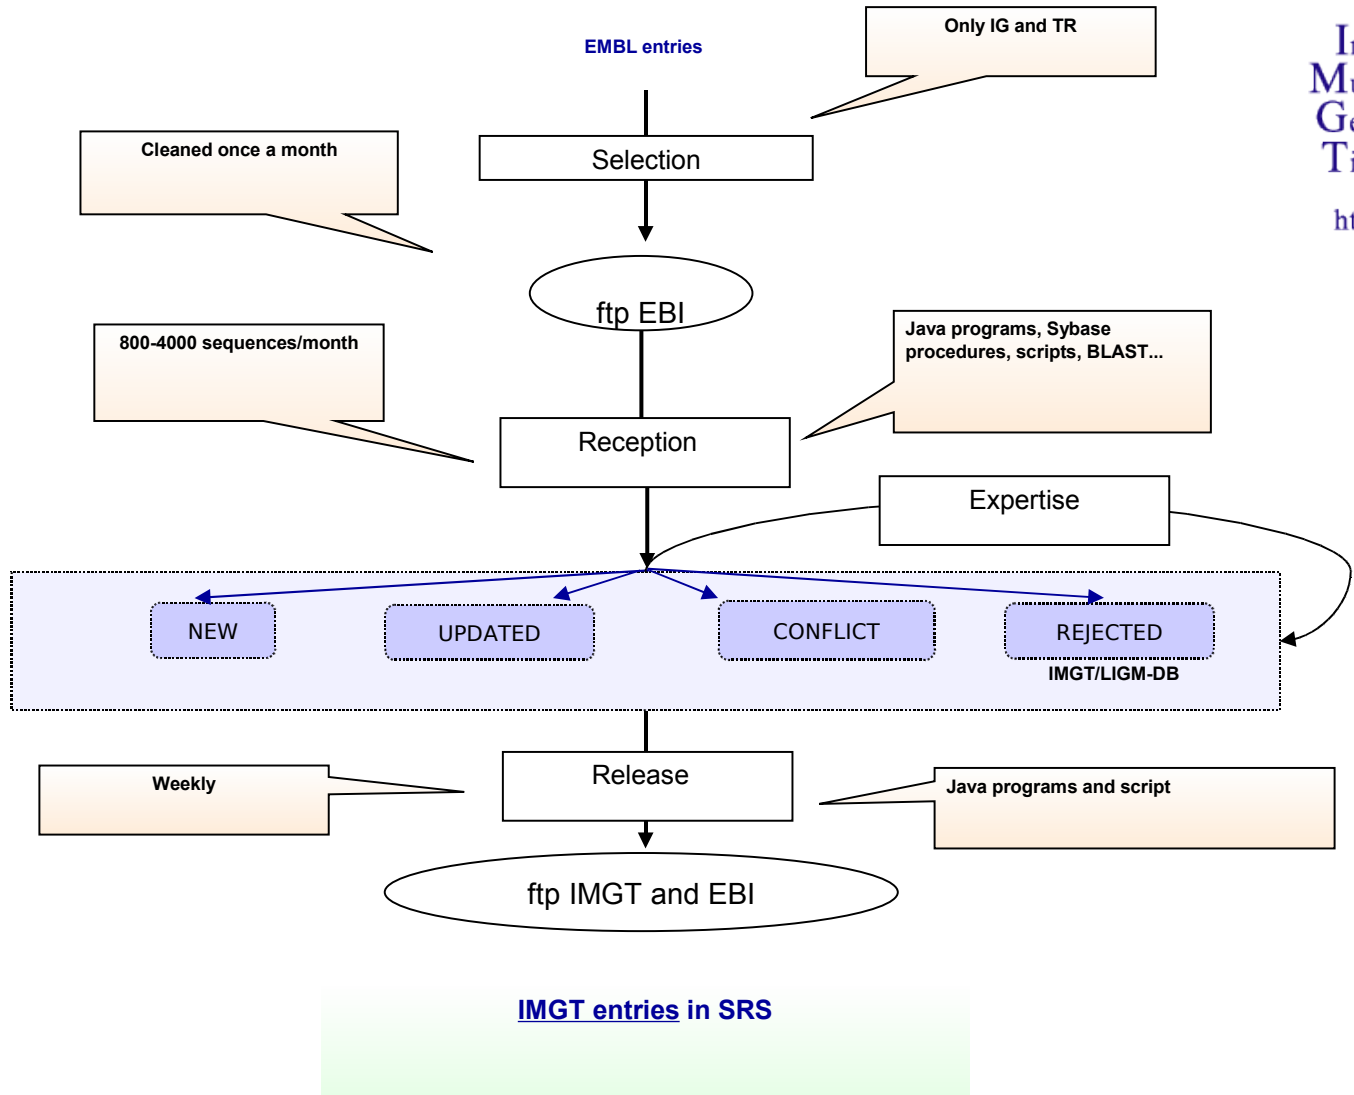 EMBL entries
Only IG and TR
Selection
Cleaned once a month
ftp EBI
800-4000 sequences/month
Java programs, Sybase
procedures, scripts, BLAST...
Reception
Expertise
NEW
UPDATED
CONFLICT
REJECTED
IMGT/LIGM-DB
Release
Weekly
Java programs and script
ftp IMGT and EBI
IMGT entries in SRS